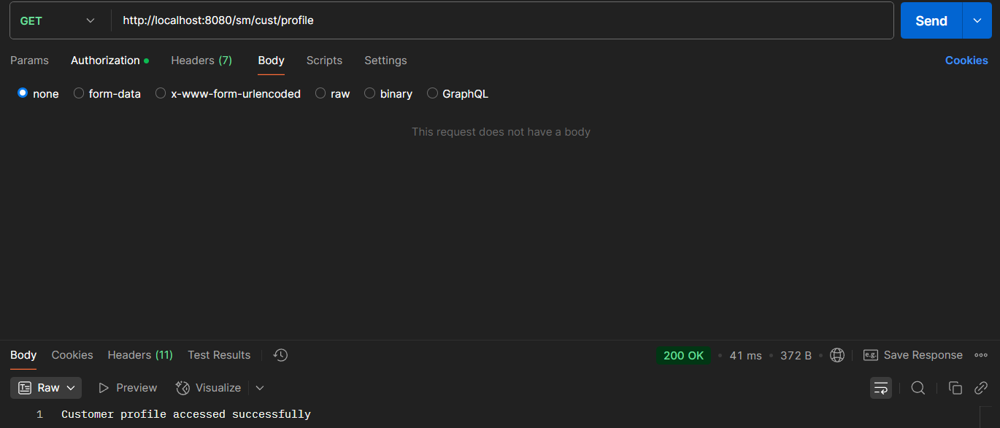 GET http://localhost:8080/sm/cust/profile Send
Params Authorization Headers (7) Body Scripts Settings Cookies
none form-data x-www-form-urlencoded raw binary GraphQL
This request does not have a body
Body Cookies Headers (11) Test Results 200 OK • 41 ms • 372 B • e.g. Save Response
Raw Preview Visualize
1 Customer profile accessed successfully